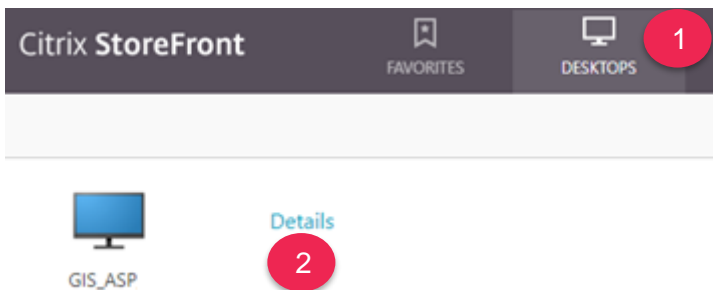 Citrix StoreFront
FAVORITES
DESKTOPS
1
Details
2
GIS_ASP